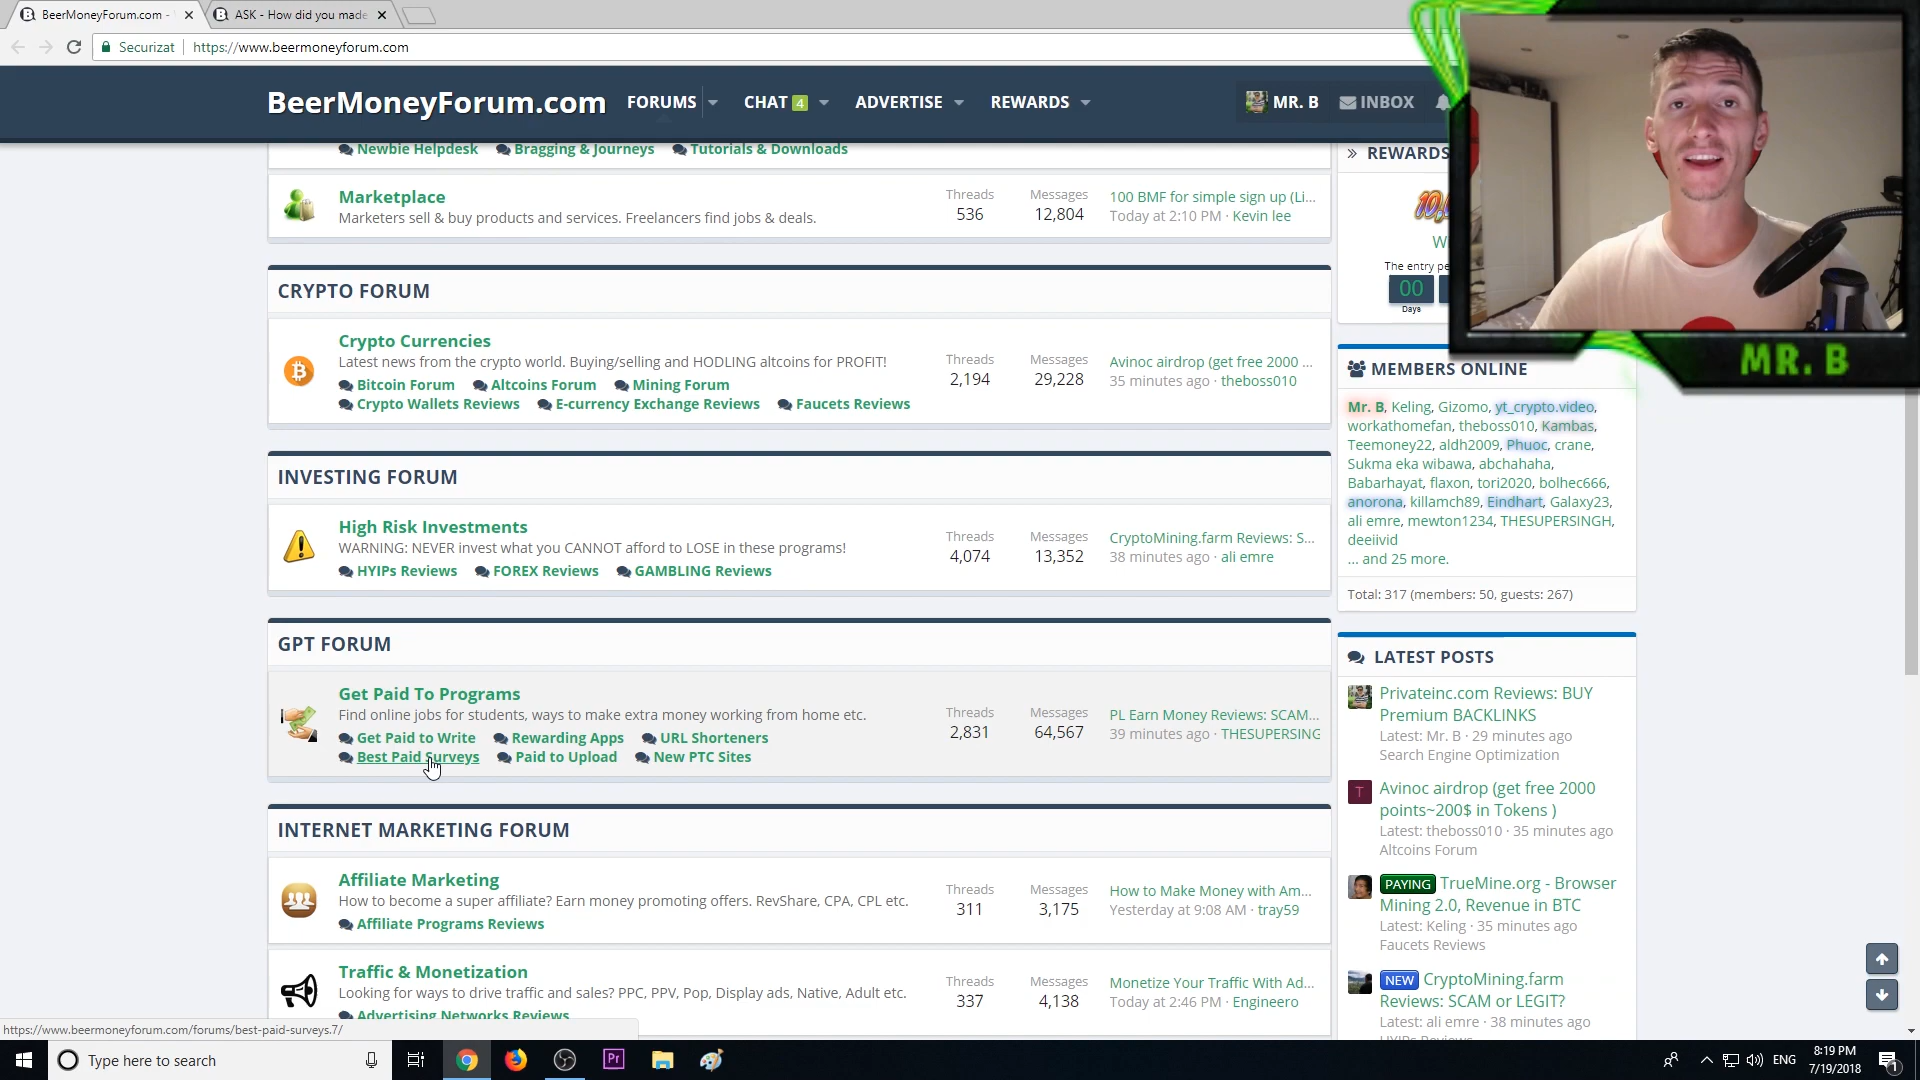 BeerMoneyForum.com -
ASK - How did you made
Securizat
https://www.beermoneyforum.com
BeerMoneyForum.com
FORUMS
CHAT 4
ADVERTISE
REWARDS
MR. B
INBOX
Newbie Helpdesk
Bragging & Journeys
Tutorials & Downloads
Marketplace
Marketers sell & buy products and services. Freelancers find jobs & deals.
Threads
536
Messages
12,804
100 BMF for simple sign up (Li...
Today at 2:10 PM · Kevin lee
CRYPTO FORUM
Crypto Currencies
Latest news from the crypto world. Buying/selling and HODLING altcoins for PROFIT!
Bitcoin Forum
Altcoins Forum
Mining Forum
Crypto Wallets Reviews
E-currency Exchange Reviews
Faucets Reviews
Threads
2,194
Messages
29,228
Avinoc airdrop (get free 2000 ...
35 minutes ago · theboss010
INVESTING FORUM
High Risk Investments
WARNING: NEVER invest what you CANNOT afford to LOSE in these programs!
HYIPs Reviews
FOREX Reviews
GAMBLING Reviews
Threads
4,074
Messages
13,352
CryptoMining.farm Reviews: S...
38 minutes ago · ali emre
GPT FORUM
Get Paid To Programs
Find online jobs for students, ways to make extra money working from home etc.
Get Paid to Write
Rewarding Apps
URL Shorteners
Best Paid Surveys
Paid to Upload
New PTC Sites
Threads
2,831
Messages
64,567
PL Earn Money Reviews: SCAM...
39 minutes ago · THESUPERSING
INTERNET MARKETING FORUM
Affiliate Marketing
How to become a super affiliate? Earn money promoting offers. RevShare, CPA, CPL etc.
Affiliate Programs Reviews
Threads
311
Messages
3,175
How to Make Money with Am...
Yesterday at 9:08 AM · tray59
Traffic & Monetization
Looking for ways to drive traffic and sales? PPC, PPV, Pop, Display ads, Native, Adult etc.
Advertising Networks Reviews
Threads
337
Messages
4,138
Monetize Your Traffic With Ad...
Today at 2:46 PM · Engineero
REWARDS
10,
W
The entry pe
00
Days
MR. B
MEMBERS ONLINE
Mr. B, Keling, Gizomo, yt_crypto.video,
workathomefan, theboss010, Kambas,
Teemoney22, aldh2009, Phuoc, crane,
Sukma eka wibawa, abchahaha,
Babarhayat, flaxon, tori2020, bolhec666,
anorona, killamch89, Eindhart, Galaxy23,
ali emre, mewton1234, THESUPERSINGH,
deeiivid
... and 25 more.
Total: 317 (members: 50, guests: 267)
LATEST POSTS
Privateinc.com Reviews: BUY
Premium BACKLINKS
Latest: Mr. B · 29 minutes ago
Search Engine Optimization
T
Avinoc airdrop (get free 2000
points~200$ in Tokens )
Latest: theboss010 · 35 minutes ago
Altcoins Forum
PAYING TrueMine.org - Browser
Mining 2.0, Revenue in BTC
Latest: Keling · 35 minutes ago
Faucets Reviews
NEW CryptoMining.farm
Reviews: SCAM or LEGIT?
Latest: ali emre · 38 minutes ago
HYIPs Reviews
https://www.beermoneyforum.com/forums/best-paid-surveys.7/
Type here to search
Pr
ENG
8:19 PM
7/19/2018
1